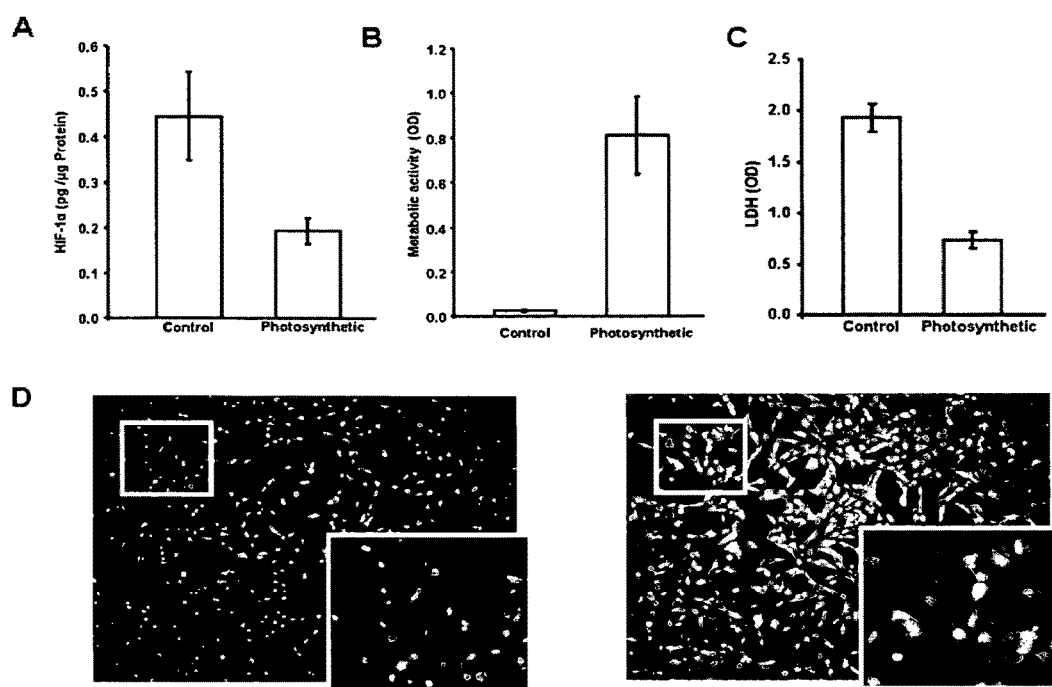 A
HIF-1α (pg /µg Protein)
0.6
0.5
0.4
0.3
0.2
0.1
0.0
Control Photosynthetic
B
Metabolic activity (OD)
1.2
1.0
0.8
0.6
0.4
0.2
0.0
Control Photosynthetic
C
LDH (OD)
2.5
2.0
1.5
1.0
0.5
0.0
Control Photosynthetic
D